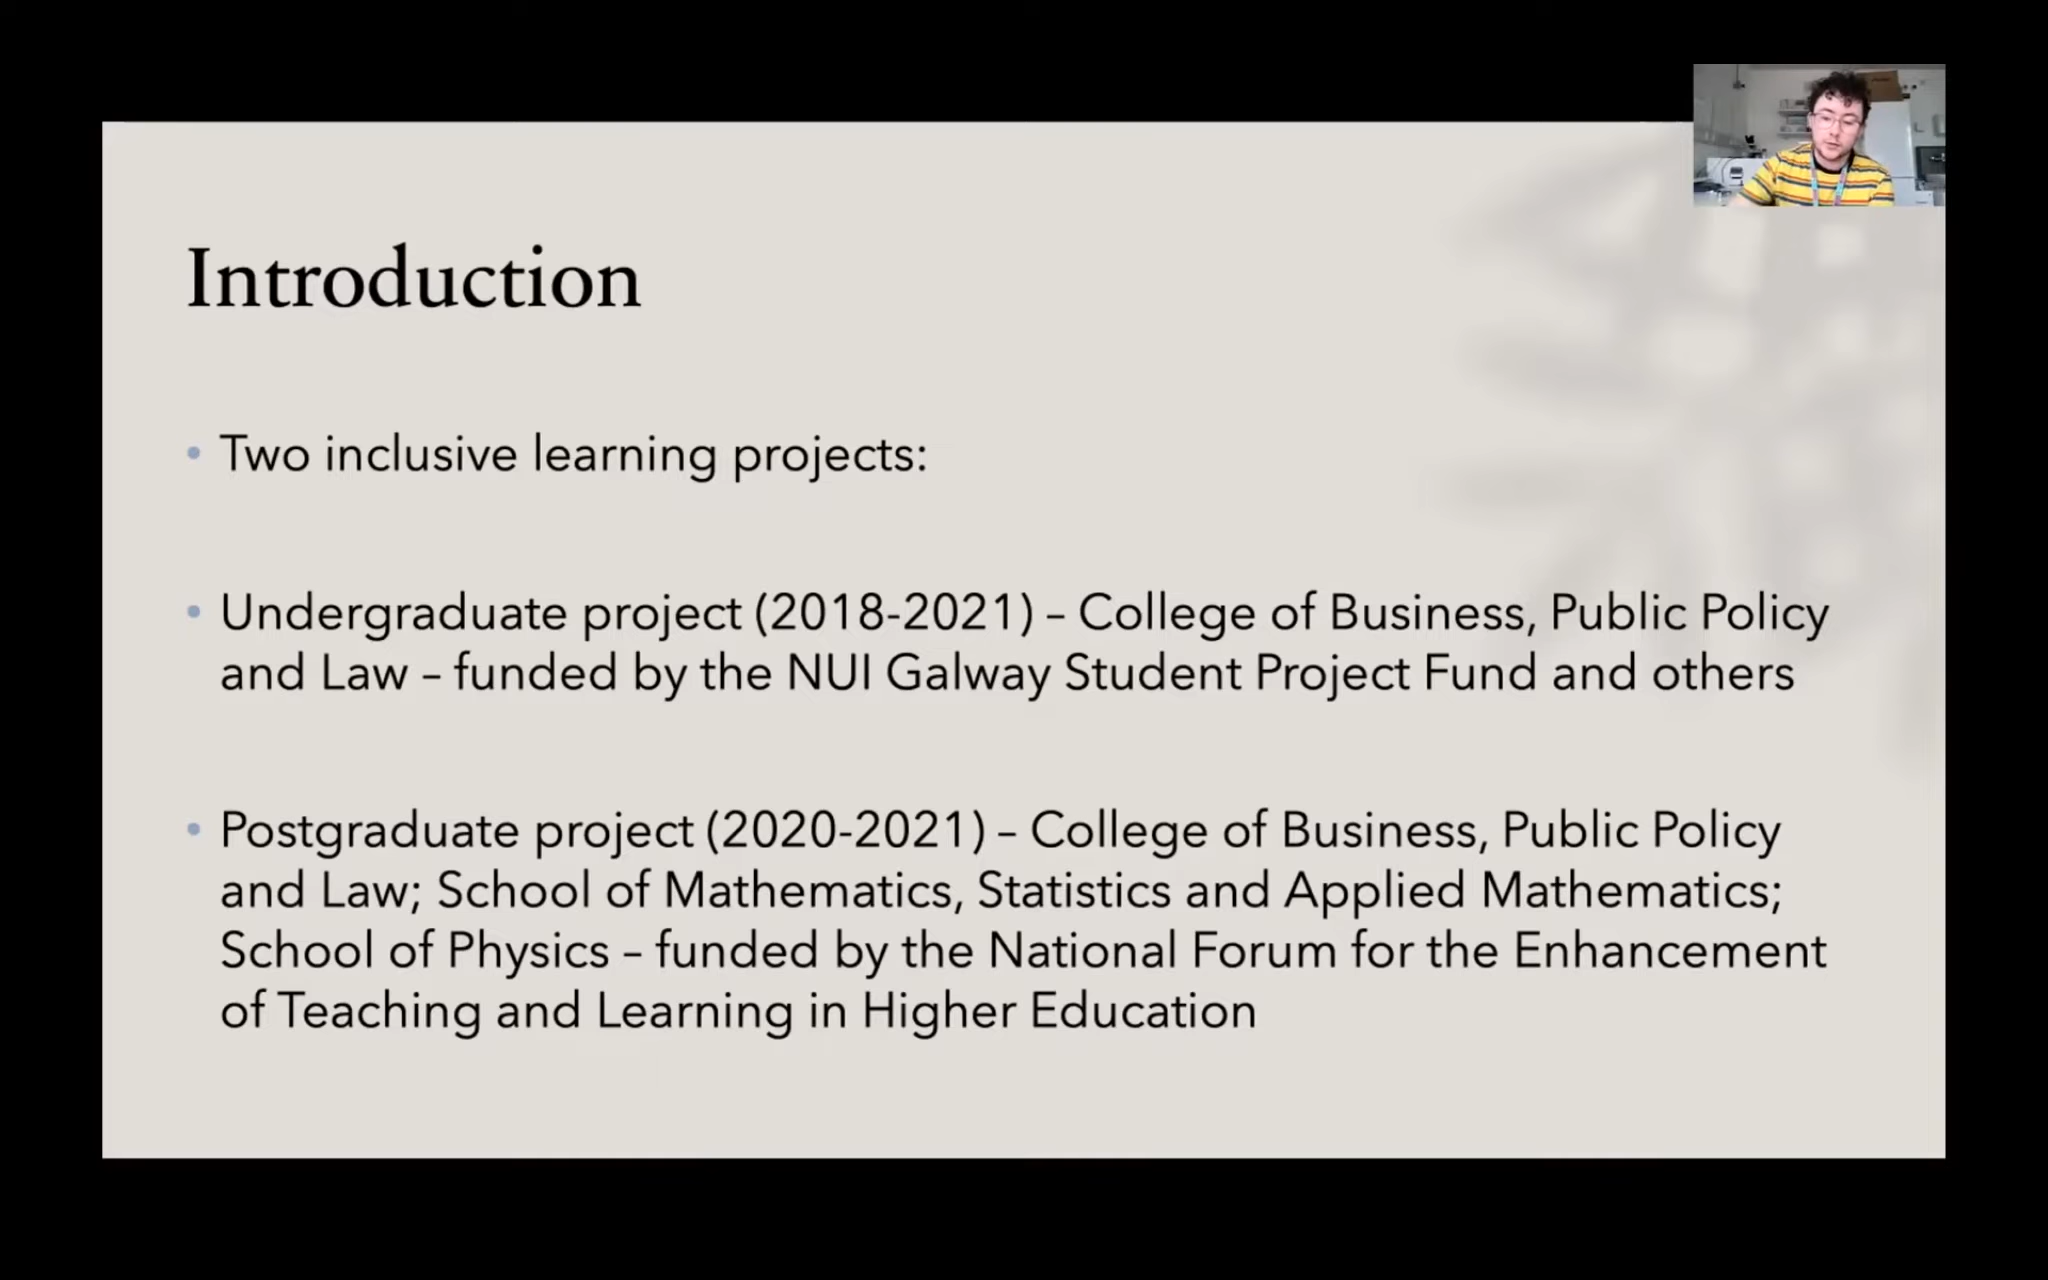 Introduction
• Two inclusive learning projects:
• Undergraduate project (2018-2021) – College of Business, Public Policy
and Law – funded by the NUI Galway Student Project Fund and others
• Postgraduate project (2020-2021) – College of Business, Public Policy
and Law; School of Mathematics, Statistics and Applied Mathematics;
School of Physics – funded by the National Forum for the Enhancement
of Teaching and Learning in Higher Education